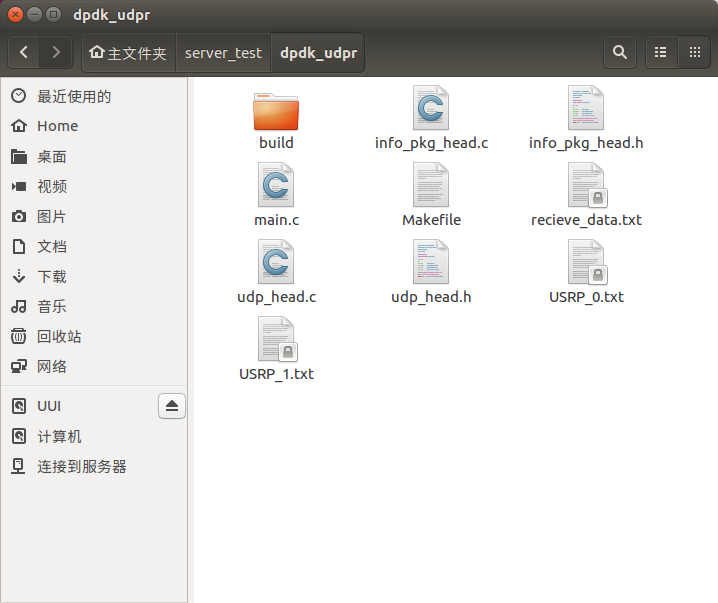 dpdk_udpr
主文件夹 server_test dpdk_udpr
最近使用的
Home
桌面
视频
图片
文档
下载
音乐
回收站
网络
UUI
计算机
连接到服务器
build info_pkg_head.c info_pkg_head.h
main.c Makefile recieve_data.txt
udp_head.c udp_head.h USRP_0.txt
USRP_1.txt